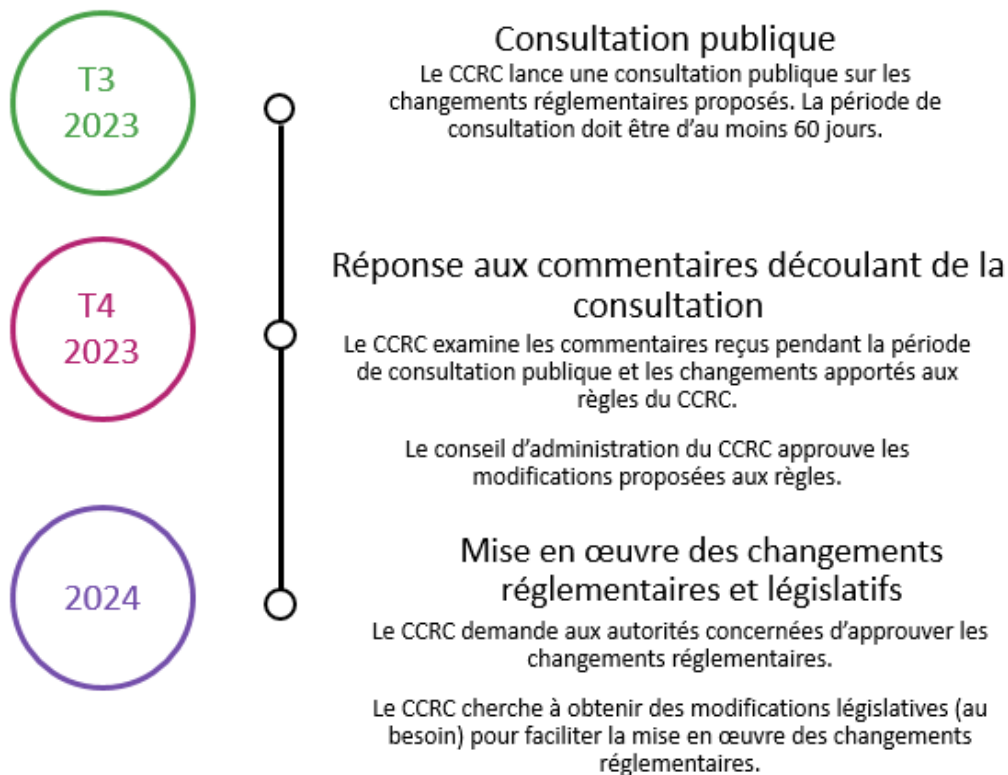 T3
2023
Consultation publique
Le CCRC lance une consultation publique sur les
changements réglementaires proposés. La période de
consultation doit être d’au moins 60 jours.
T4
2023
Réponse aux commentaires découlant de la
consultation
Le CCRC examine les commentaires reçus pendant la période
de consultation publique et les changements apportés aux
règles du CCRC.
Le conseil d’administration du CCRC approuve les
modifications proposées aux règles.
2024
Mise en œuvre des changements
réglementaires et législatifs
Le CCRC demande aux autorités concernées d’approuver les
changements réglementaires.
Le CCRC cherche à obtenir des modifications législatives (au
besoin) pour faciliter la mise en œuvre des changements
réglementaires.